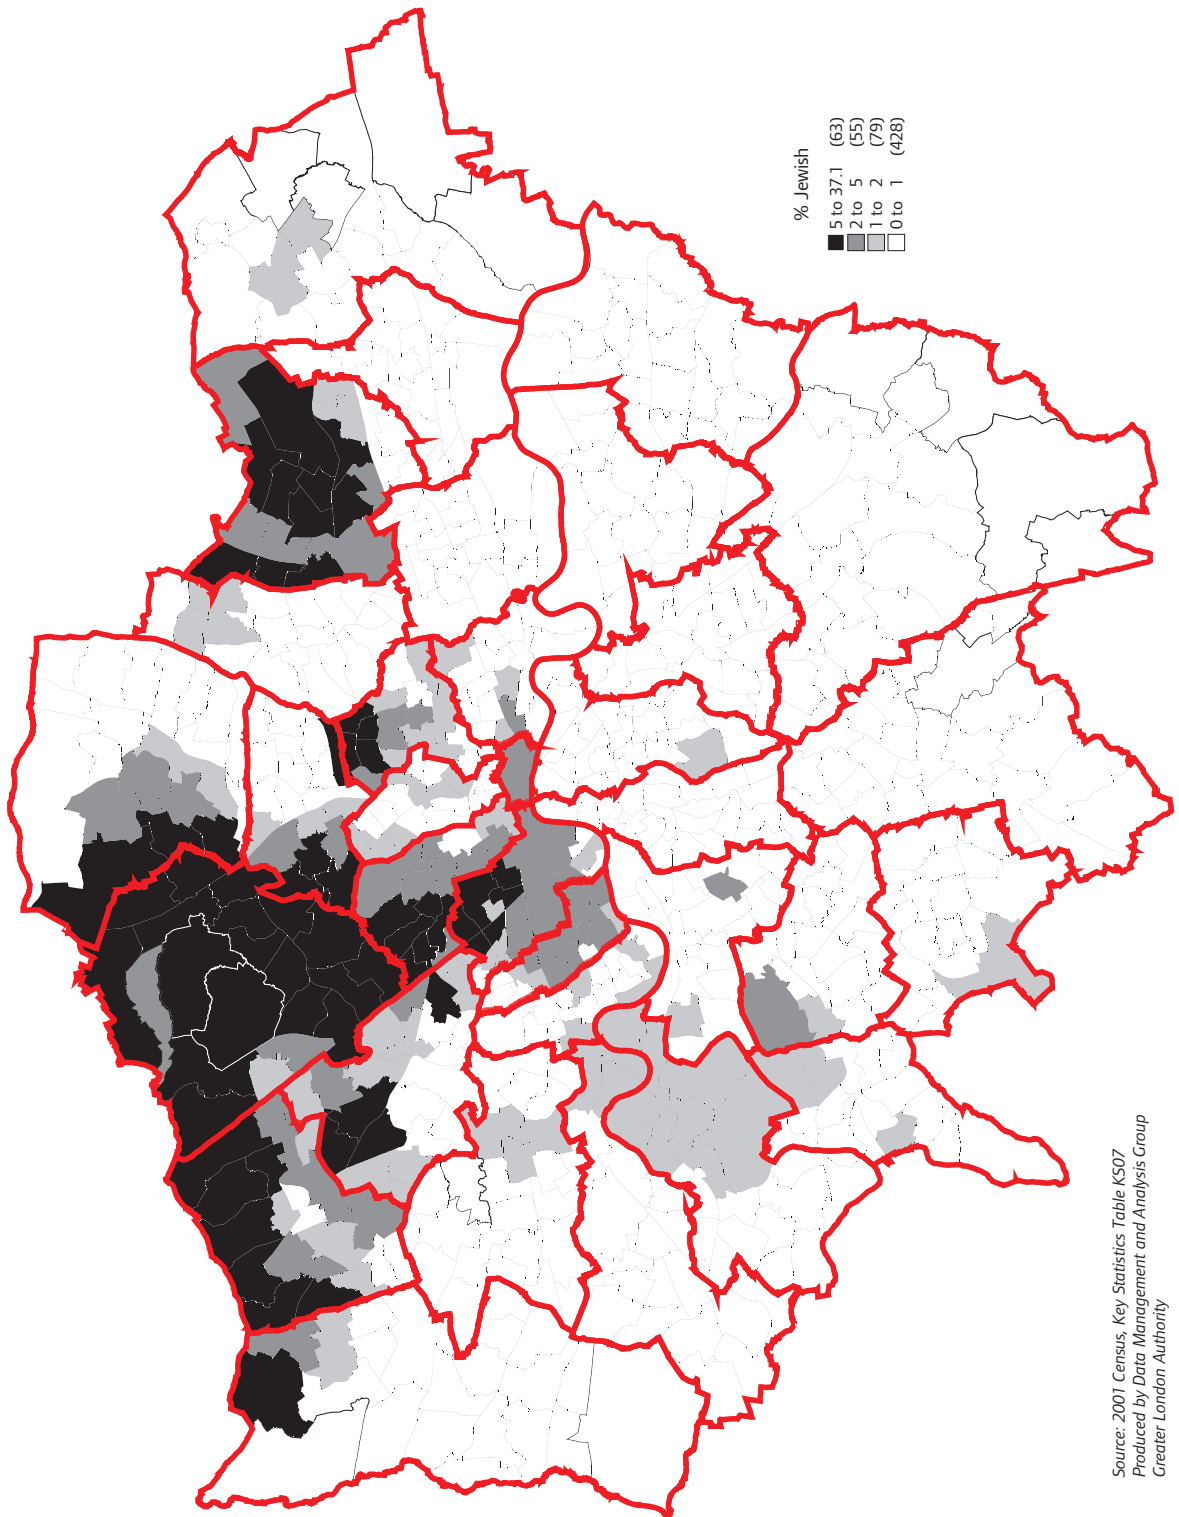 % Jewish
5 to 37.1 (63)
2 to 5 (55)
1 to 2 (79)
0 to 1 (428)
Source: 2001 Census, Key Statistics Table KS07
Produced by Data Management and Analysis Group
Greater London Authority